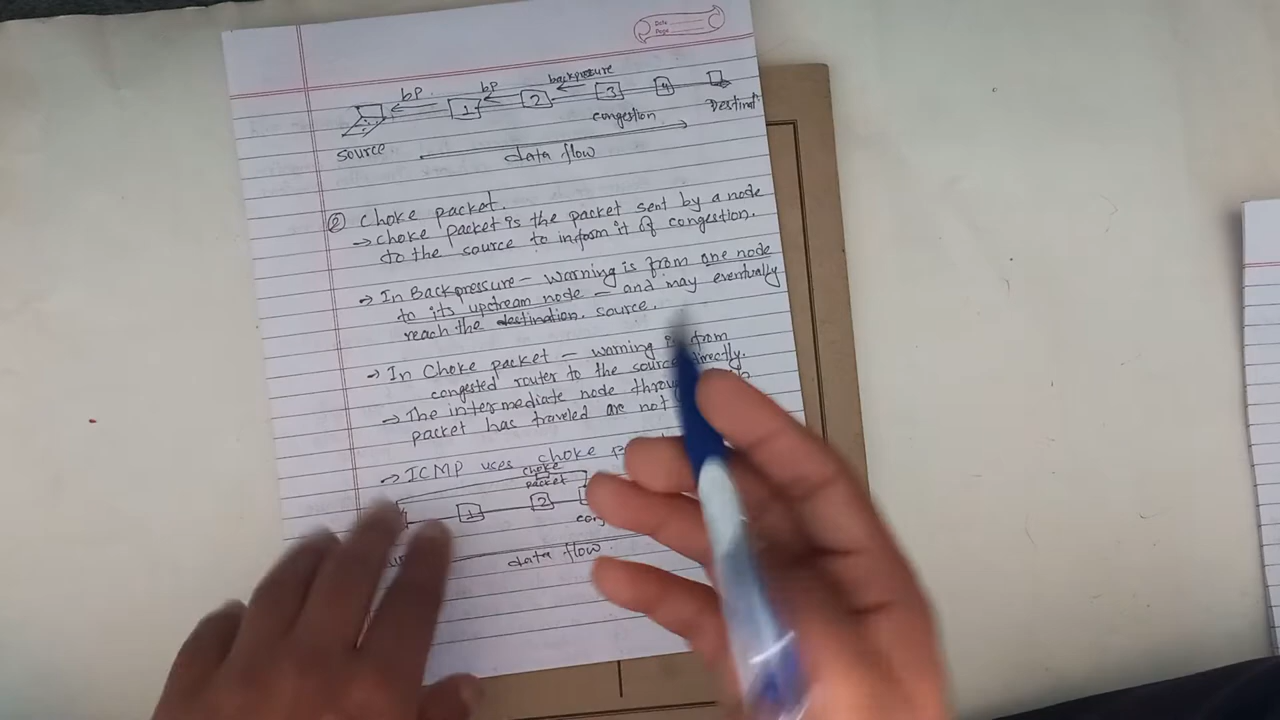 Date
Page
bP bP backpressure
1 2 3 4
source congestion Destinat
data flow
② Choke packet.
→ choke packet is the packet sent by a node
to the source to inform it of congestion.
→ In Backpressure - warning is from one node
to its upstream node - and may eventually
reach the destination. source.
→ In Choke packet - warning is from
congested router to the source directly.
→ The intermediate node through
packet has traveled are not
→ ICMP uses choke
choke
packet
1 2
data flow